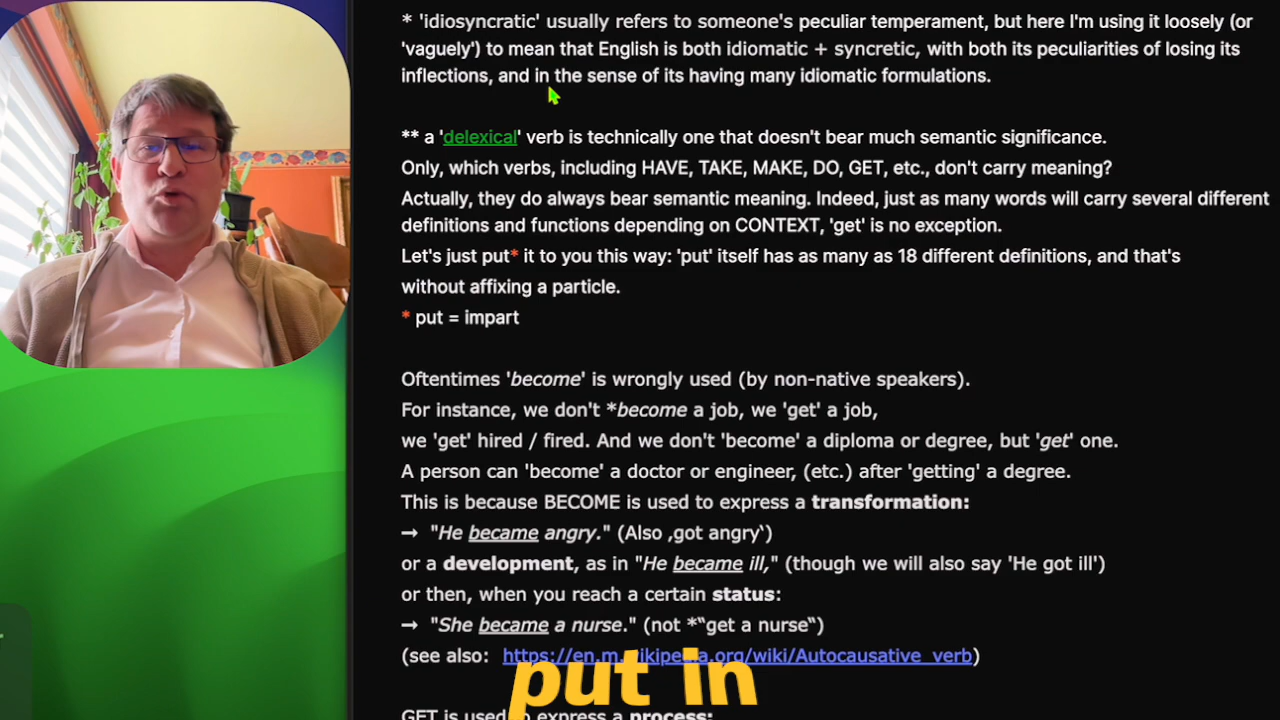 * 'idiosyncratic' usually refers to someone's peculiar temperament, but here I'm using it loosely (or
'vaguely') to mean that English is both idiomatic + syncretic, with both its peculiarities of losing its
inflections, and in the sense of its having many idiomatic formulations.
** a 'delexical' verb is technically one that doesn't bear much semantic significance.
Only, which verbs, including HAVE, TAKE, MAKE, DO, GET, etc., don't carry meaning?
Actually, they do always bear semantic meaning. Indeed, just as many words will carry several different
definitions and functions depending on CONTEXT, 'get' is no exception.
Let's just put* it to you this way: 'put' itself has as many as 18 different definitions, and that's
without affixing a particle.
* put = impart
Oftentimes 'become' is wrongly used (by non-native speakers).
For instance, we don't *become a job, we 'get' a job,
we 'get' hired / fired. And we don't 'become' a diploma or degree, but 'get' one.
A person can 'become' a doctor or engineer, (etc.) after 'getting' a degree.
This is because BECOME is used to express a transformation:
→ "He became angry." (Also ‚got angry‛)
or a development, as in "He became ill," (though we will also say 'He got ill')
or then, when you reach a certain status:
→ "She became a nurse." (not *‟get a nurse‟)
(see also: https://en.m.wikipedia.org/wiki/Autocausative_verb)
put in
GET is used to express a process: